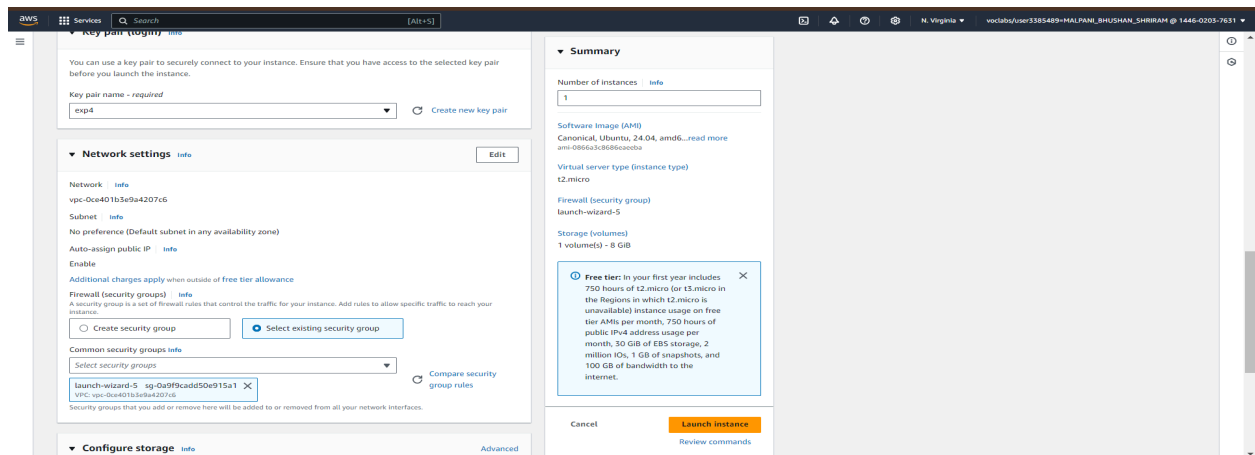 aws
Services
Search
[Alt+S]
N. Virginia
voclabs/user3385489=MALPANI_BHUSHAN_SHRIRAM @ 1446-0203-7631
Key pair (login) Info
You can use a key pair to securely connect to your instance. Ensure that you have access to the selected key pair
before you launch the instance.
Key pair name - required
exp4
Create new key pair
Network settings Info
Edit
Network Info
vpc-0ce401b3e9a4207c6
Subnet Info
No preference (Default subnet in any availability zone)
Auto-assign public IP Info
Enable
Additional charges apply when outside of free tier allowance
Firewall (security groups) Info
A security group is a set of firewall rules that control the traffic for your instance. Add rules to allow specific traffic to reach your
instance.
Create security group
Select existing security group
Common security groups Info
Select security groups
Compare security
group rules
launch-wizard-5 sg-0a9f9cadd50e915a1
VPC: vpc-0ce401b3e9a4207c6
Security groups that you add or remove here will be added to or removed from all your network interfaces.
Configure storage Info
Advanced
Summary
Number of instances Info
1
Software Image (AMI)
Canonical, Ubuntu, 24.04, amd6...read more
ami-0866a3c8686eaeeba
Virtual server type (instance type)
t2.micro
Firewall (security group)
launch-wizard-5
Storage (volumes)
1 volume(s) - 8 GiB
Free tier: In your first year includes
750 hours of t2.micro (or t3.micro in
the Regions in which t2.micro is
unavailable) instance usage on free
tier AMIs per month, 750 hours of
public IPv4 address usage per
month, 30 GiB of EBS storage, 2
million IOs, 1 GB of snapshots, and
100 GB of bandwidth to the
internet.
Cancel
Launch instance
Review commands